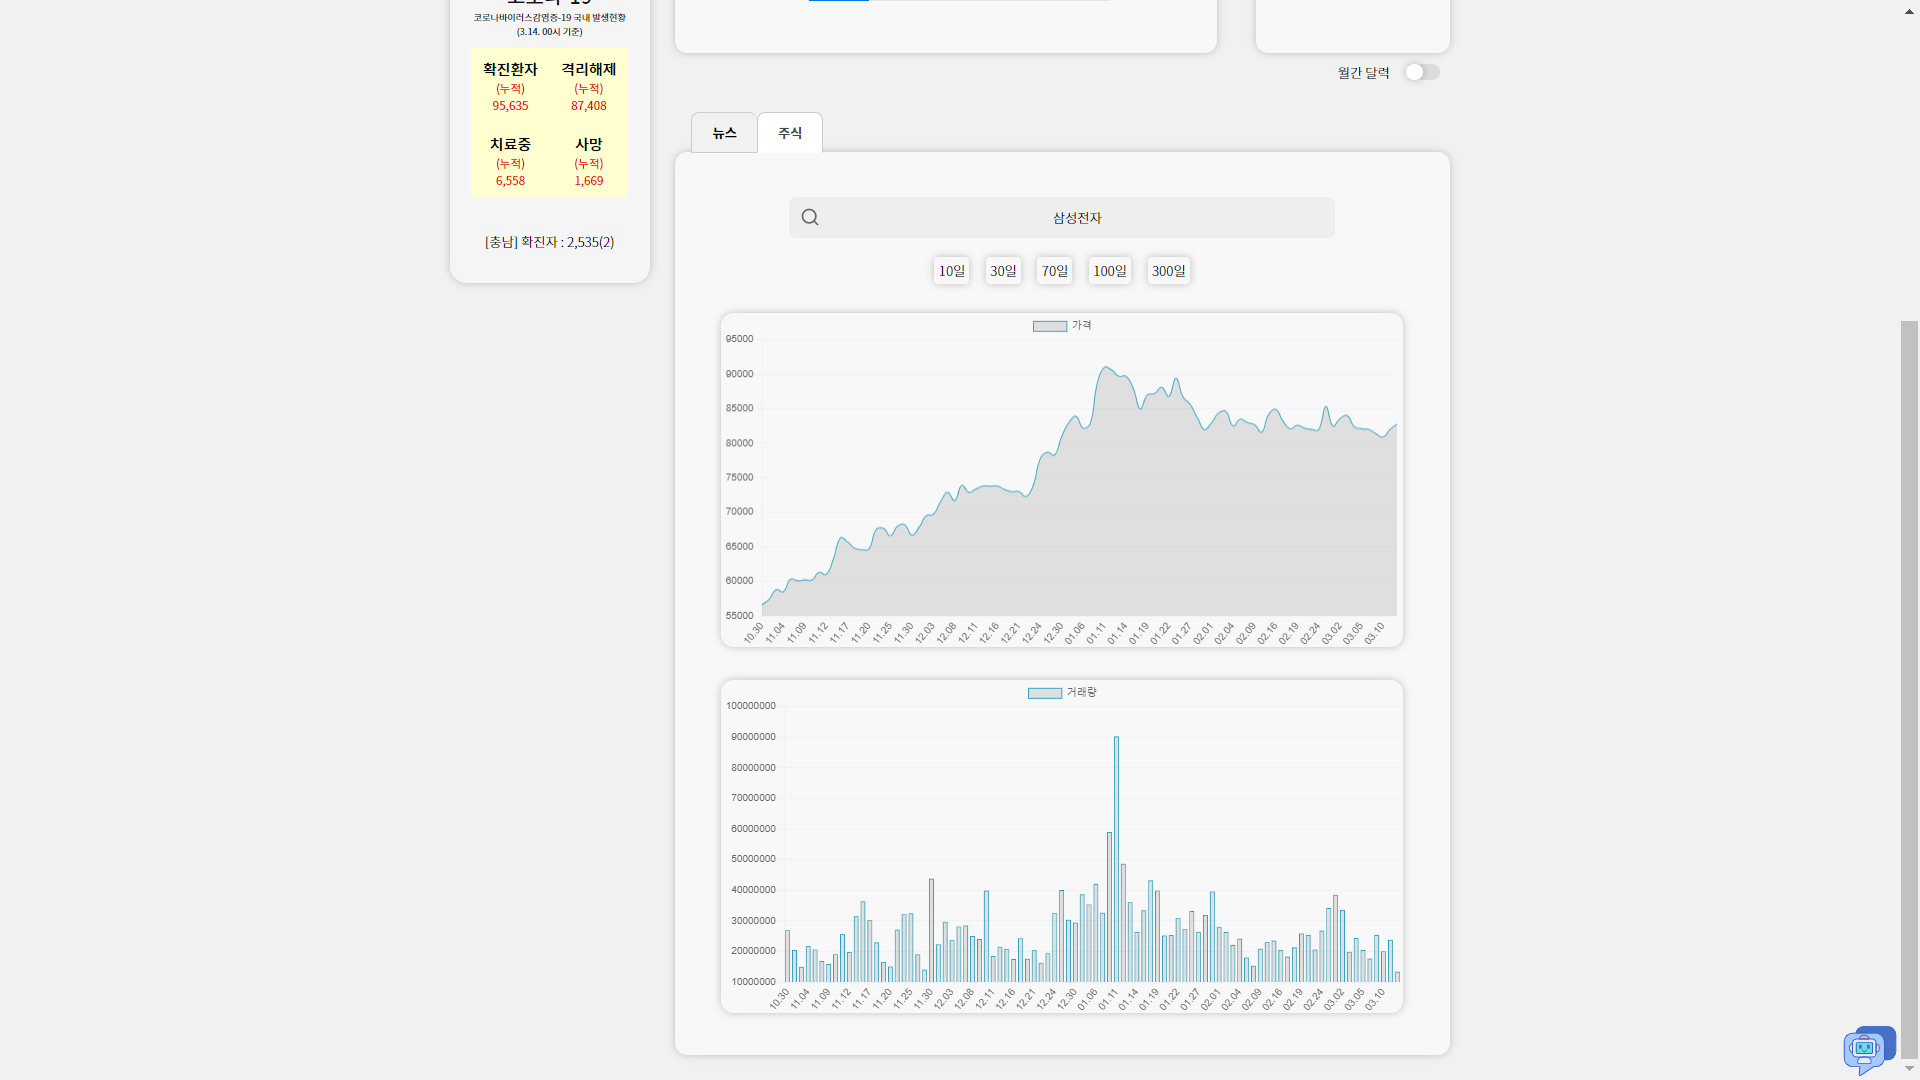 코로나바이러스감염증-19 국내 발생현황
(3.14. 00시 기준)
확진환자 격리해제
(누적) (누적)
95,635 87,408
치료중 사망
(누적) (누적)
6,558 1,669
[충남] 확진자 : 2,535(2)
월간 달력
뉴스 주식
삼성전자
10일 30일 70일 100일 300일
가격
95000
90000
85000
80000
75000
70000
65000
60000
55000
10.30 11.04 11.09 11.12 11.17 11.20 11.25 11.30 12.03 12.08 12.11 12.16 12.21 12.24 12.30 01.06 01.11 01.14 01.19 01.22 01.27 02.01 02.04 02.09 02.16 02.19 02.24 03.02 03.05 03.10
거래량
100000000
90000000
80000000
70000000
60000000
50000000
40000000
30000000
20000000
10000000
10.30 11.04 11.09 11.12 11.17 11.20 11.25 11.30 12.03 12.08 12.11 12.16 12.21 12.24 12.30 01.06 01.11 01.14 01.19 01.22 01.27 02.01 02.04 02.09 02.16 02.19 02.24 03.02 03.05 03.10